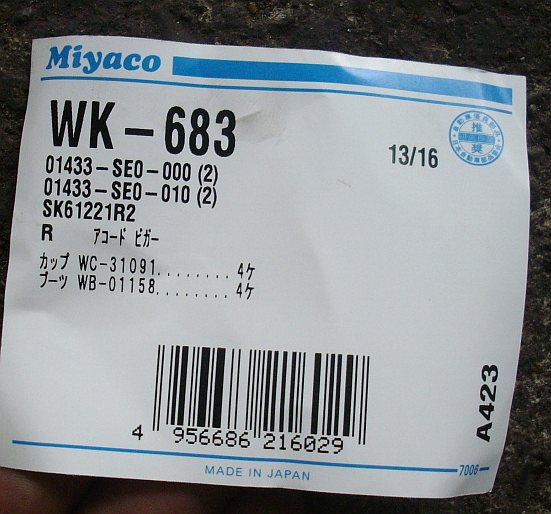 Miyaco
WK-683
13/16
推奨
01433-SE0-000 (2)
01433-SE0-010 (2)
SK61221R2
R ｱｺｰﾄﾞ ﾋﾞｶﾞｰ
ｶｯﾌﾟ WC-31091........ 4ｹ
ﾌﾞｰﾂ WB-01158........ 4ｹ
4 956686 216029
A423
MADE IN JAPAN
7006